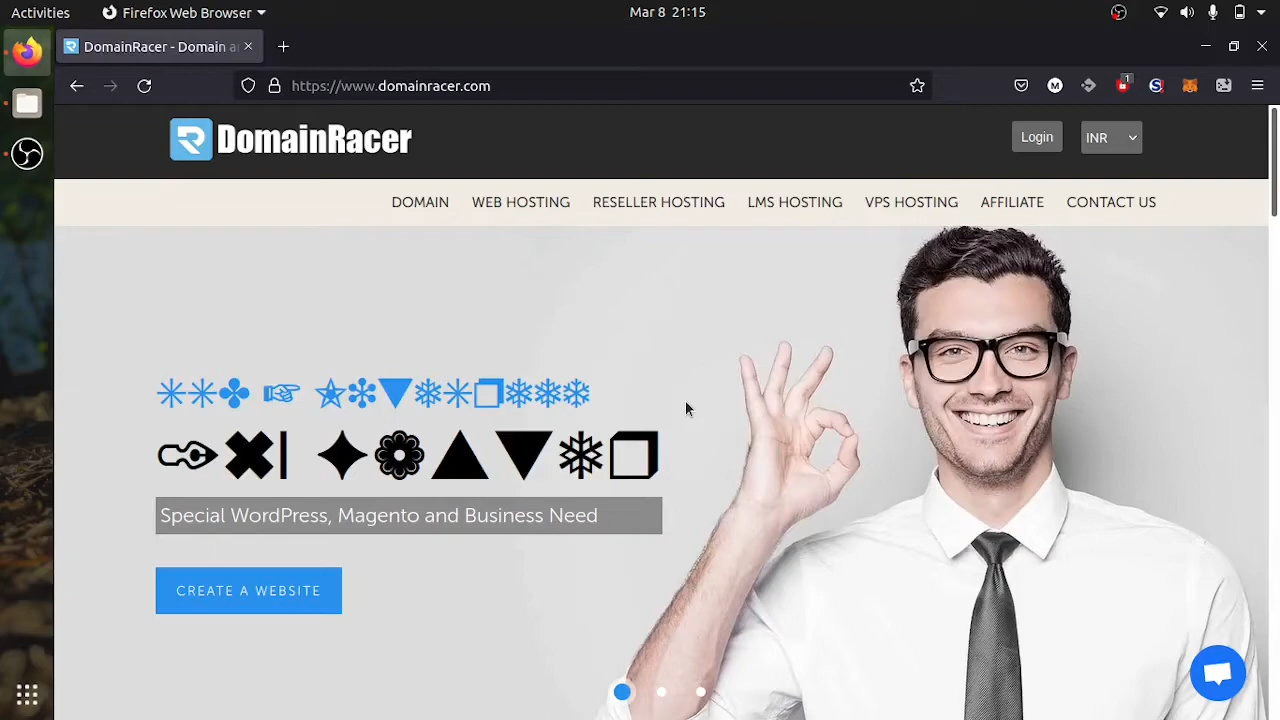 Activities
Firefox Web Browser
Mar 8 21:15
DomainRacer - Domain a
https://www.domainracer.com
M
1
S
DomainRacer
Login
INR
DOMAIN
WEB HOSTING
RESELLER HOSTING
LMS HOSTING
VPS HOSTING
AFFILIATE
CONTACT US
Special WordPress, Magento and Business Need
CREATE A WEBSITE